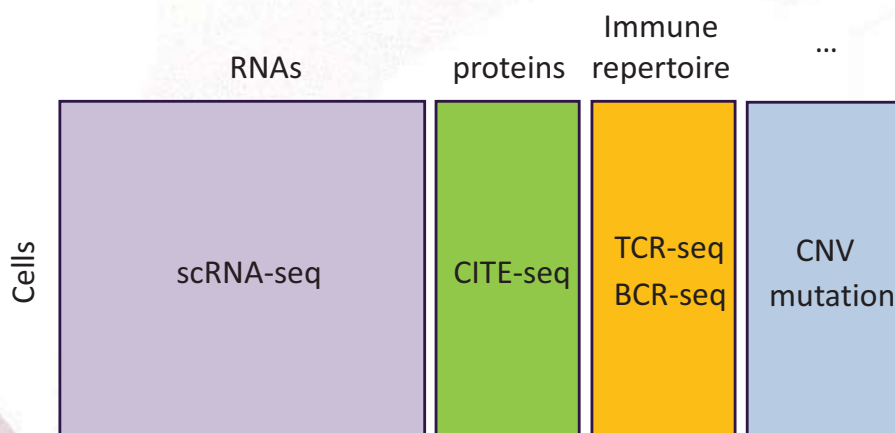 RNAs
proteins
Immune
repertoire
...
Cells
scRNA-seq
CITE-seq
TCR-seq
BCR-seq
CNV
mutation